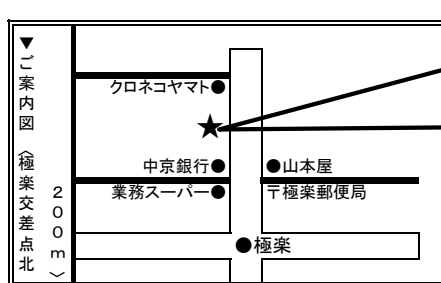 ▼ご案内図〈極楽交差点北200m〉
クロネコヤマト●
★
中京銀行●
●山本屋
業務スーパー●
〒極楽郵便局
●極楽